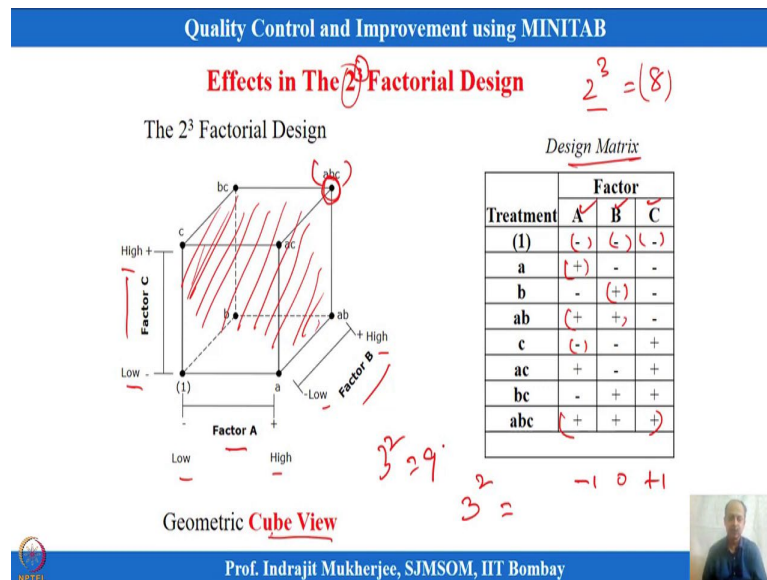 Quality Control and Improvement using MINITAB
Effects in The 2³ Factorial Design
2³ = (8)
The 2³ Factorial Design
Design Matrix
bc
(abc)
c
ac
High +
Factor C
Low -
b
ab
(1)
a
+ High
Factor B
-Low
- +
Factor A
Low High
Factor
Treatment A B C
(1) (-) (-) (-)
a (+) - -
b - (+) -
ab (+ +) -
c (-) - +
ac + - +
bc - + +
abc (+ + +)
3² = 9
3² =
-1 0 +1
Geometric Cube View
NPTEL
Prof. Indrajit Mukherjee, SJMSOM, IIT Bombay